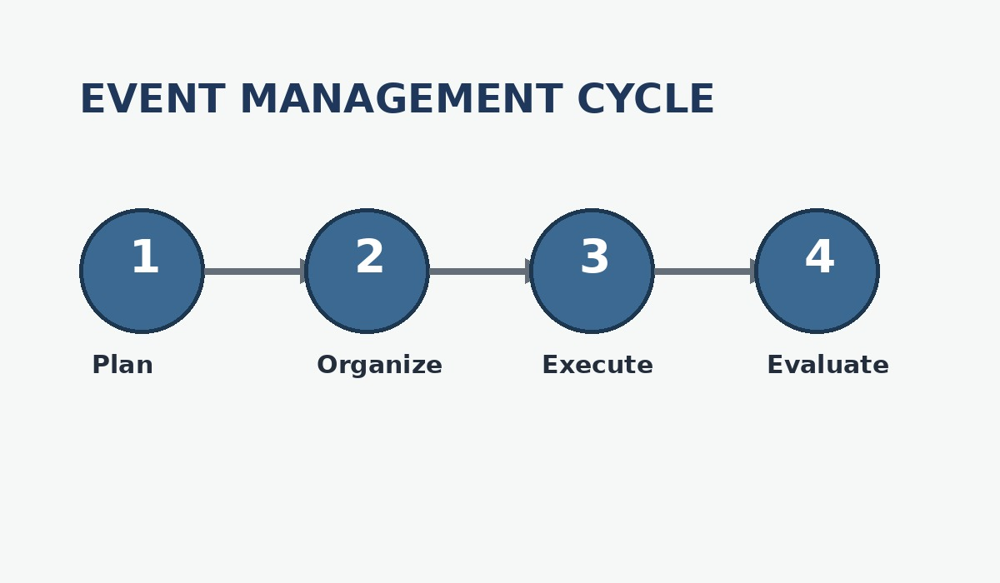 EVENT MANAGEMENT CYCLE
1 2 3 4
Plan Organize Execute Evaluate